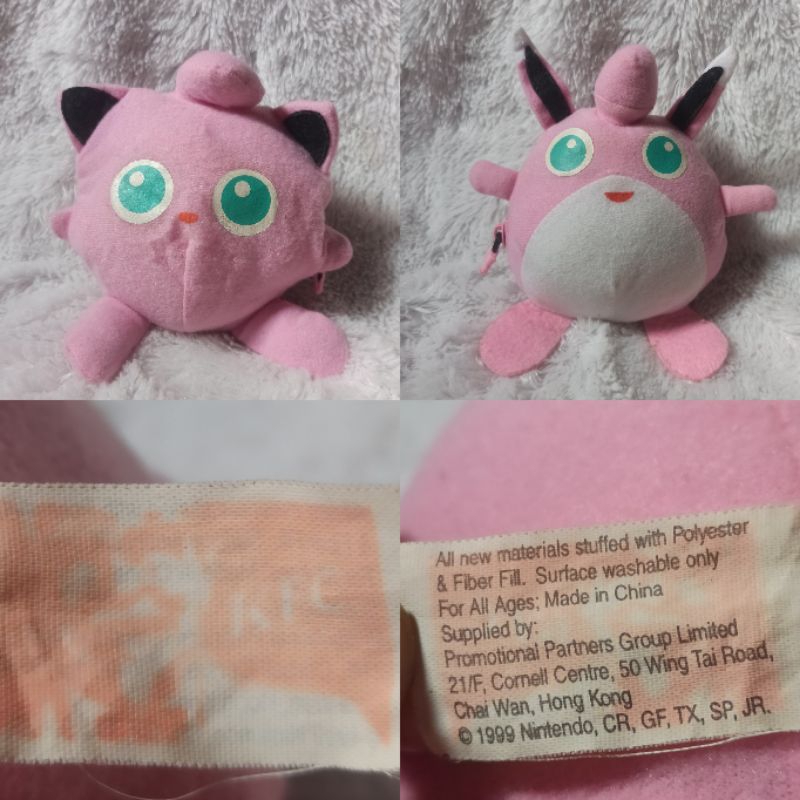 KFC
All new materials stuffed with Polyester
& Fiber Fill. Surface washable only
For All Ages; Made in China
Supplied by:
Promotional Partners Group Limited
21/F, Cornell Centre, 50 Wing Tai Road,
Chai Wan, Hong Kong
© 1999 Nintendo, CR, GF, TX, SP, JR.